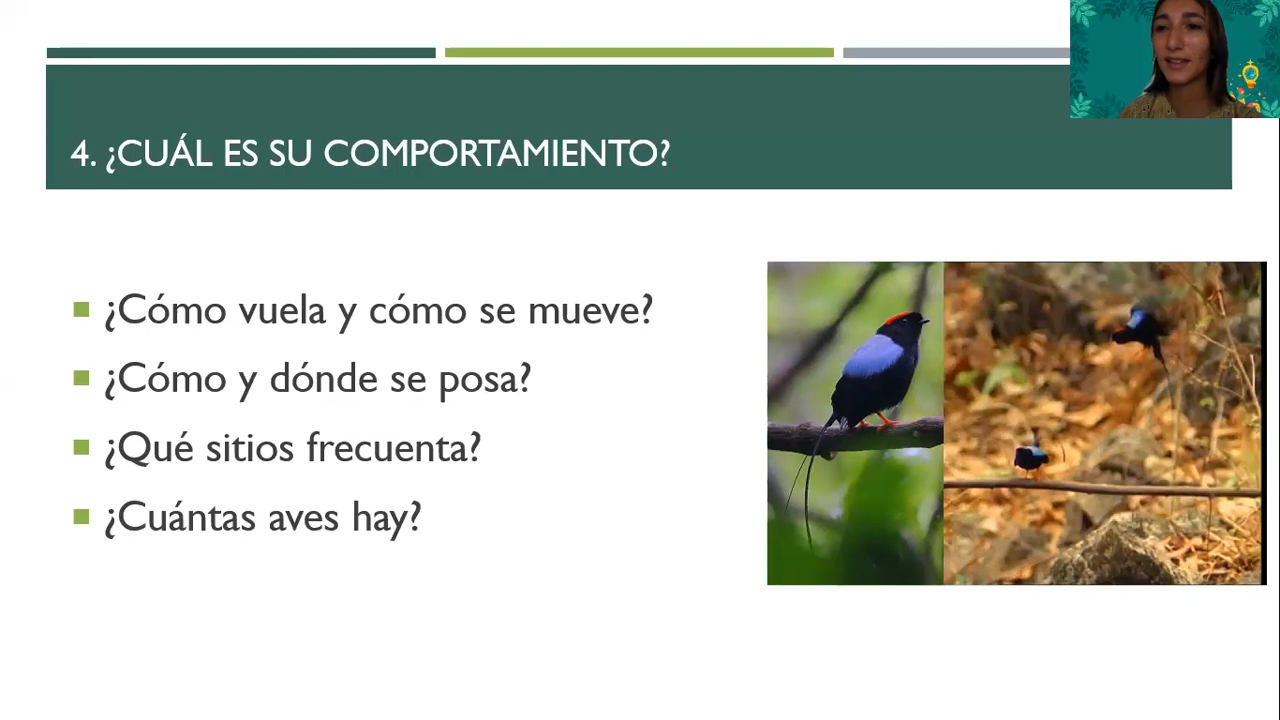 4. ¿CUÁL ES SU COMPORTAMIENTO?
¿Cómo vuela y cómo se mueve?
¿Cómo y dónde se posa?
¿Qué sitios frecuenta?
¿Cuántas aves hay?